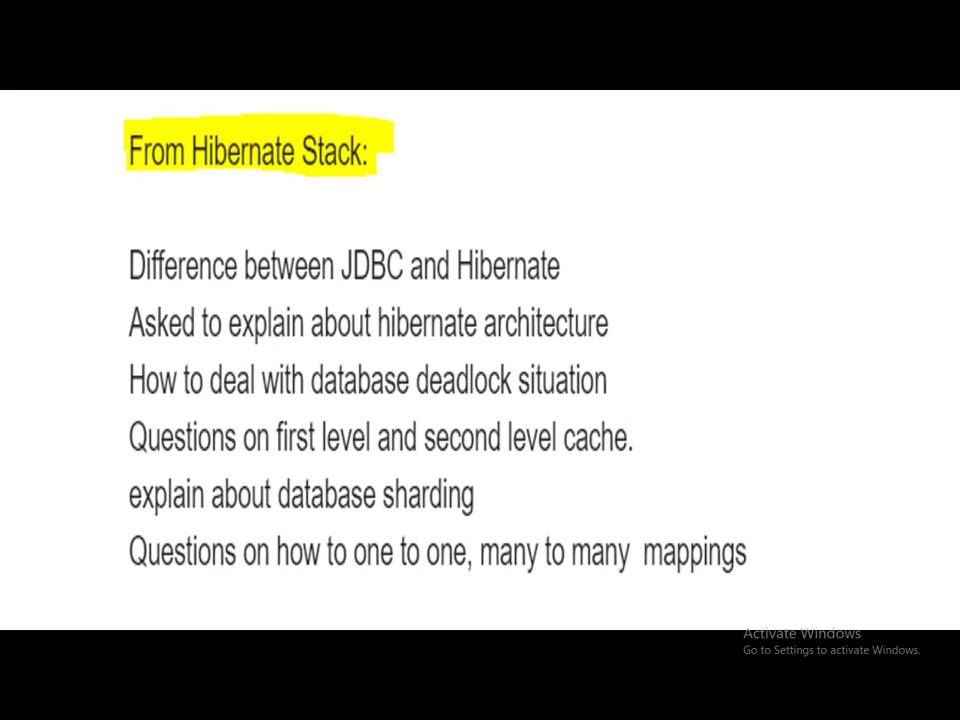 From Hibernate Stack:
Difference between JDBC and Hibernate
Asked to explain about hibernate architecture
How to deal with database deadlock situation
Questions on first level and second level cache.
explain about database sharding
Questions on how to one to one, many to many mappings
Activate Windows
Go to Settings to activate Windows.